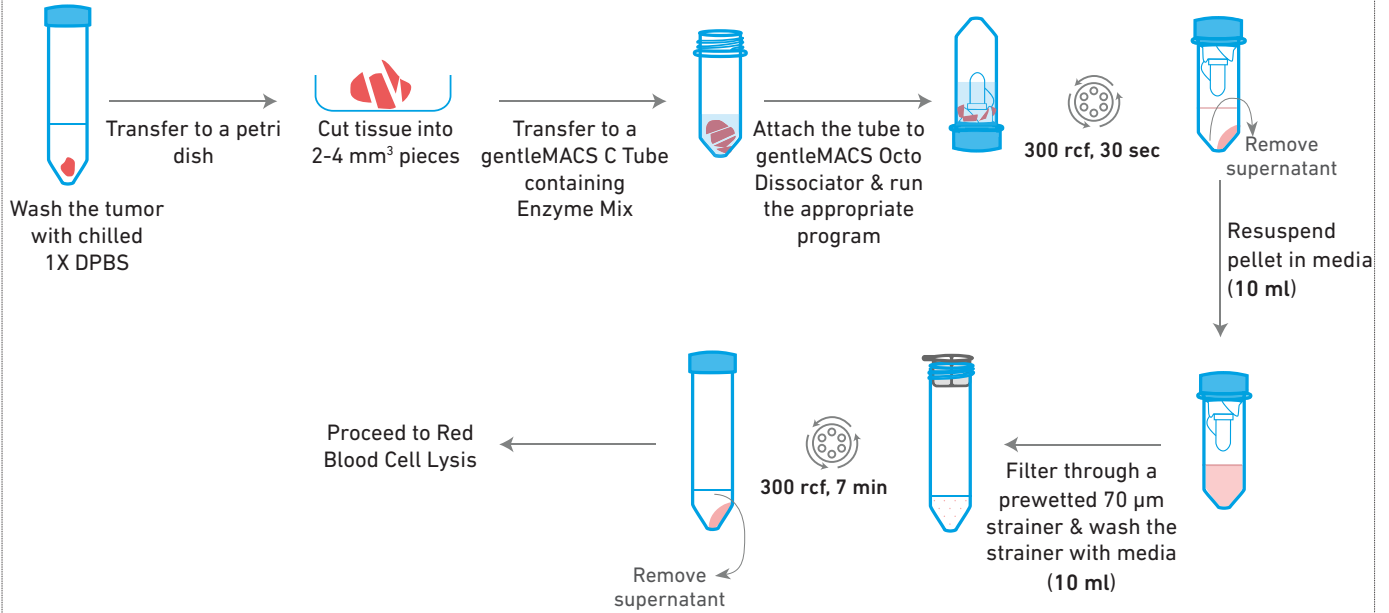 Wash the tumor
with chilled
1X DPBS
Transfer to a petri
dish
Cut tissue into
2-4 mm³ pieces
Transfer to a
gentleMACS C Tube
containing
Enzyme Mix
Attach the tube to
gentleMACS Octo
Dissociator & run
the appropriate
program
300 rcf, 30 sec
Remove
supernatant
Resuspend
pellet in media
(10 ml)
Filter through a
prewetted 70 µm
strainer & wash the
strainer with media
(10 ml)
300 rcf, 7 min
Remove
supernatant
Proceed to Red
Blood Cell Lysis